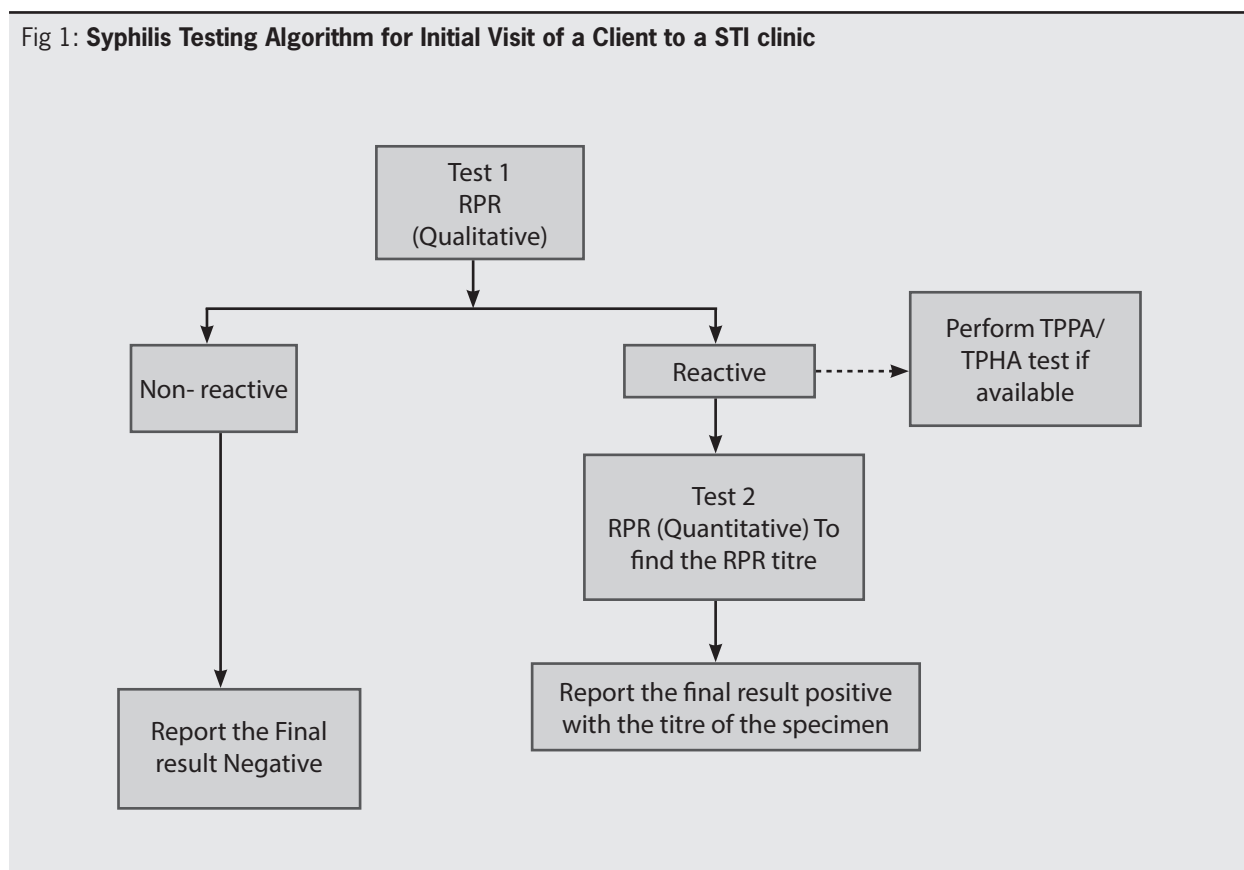 Fig 1: Syphilis Testing Algorithm for Initial Visit of a Client to a STI clinic
Test 1
RPR
(Qualitative)
Non- reactive
Reactive
Perform TPPA/
TPHA test if
available
Test 2
RPR (Quantitative) To
find the RPR titre
Report the Final
result Negative
Report the final result positive
with the titre of the specimen